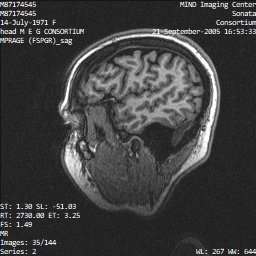 M87174545
M87174545
14-July-1971 F
head M E G CONSORTIUM
MPRAGE (FSPGR)_sag
MIND Imaging Center
Sonata
Consortium
21-September-2005 16:53:33
ST: 1.30 SL: -51.03
RT: 2730.00 ET: 3.25
FS: 1.49
MR
Images: 35/144
Series: 2
WL: 267 WW: 644